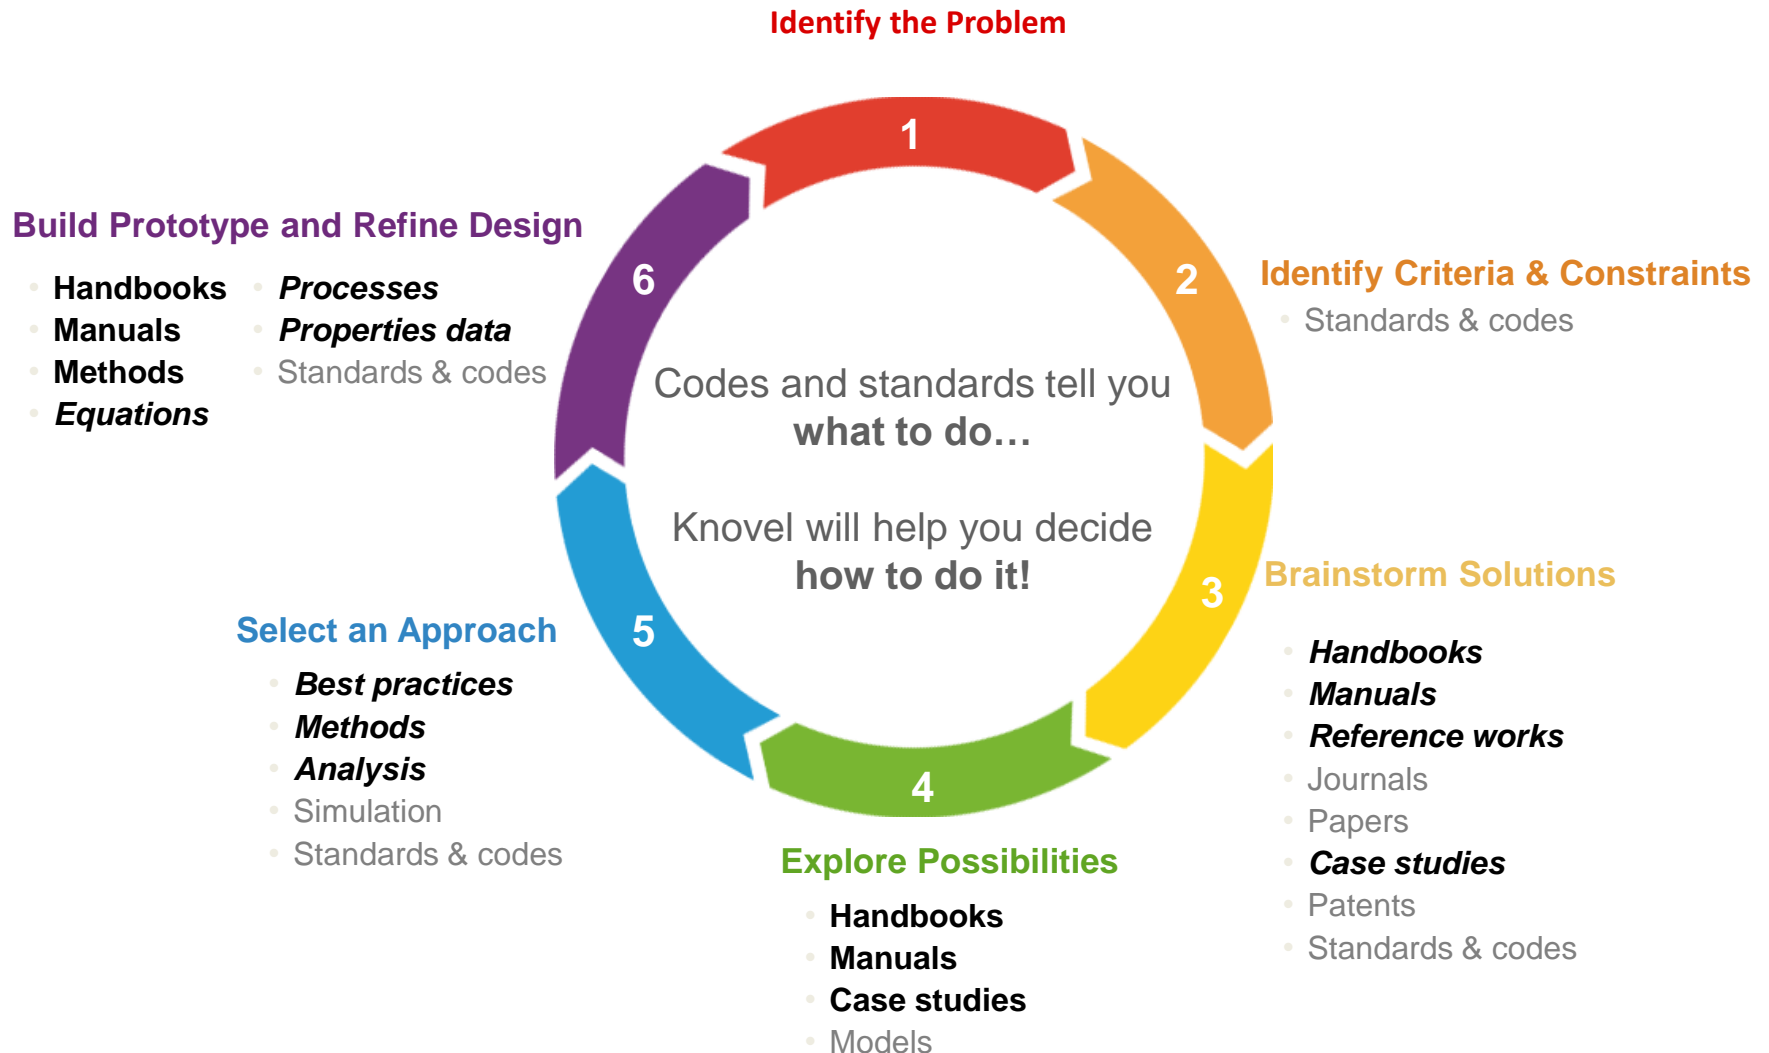 Identify the Problem
1
2
Identify Criteria & Constraints
• Standards & codes
3
Brainstorm Solutions
• Handbooks
• Manuals
• Reference works
• Journals
• Papers
• Case studies
• Patents
• Standards & codes
4
Explore Possibilities
• Handbooks
• Manuals
• Case studies
• Models
5
Select an Approach
• Best practices
• Methods
• Analysis
• Simulation
• Standards & codes
6
Build Prototype and Refine Design
• Handbooks
• Manuals
• Methods
• Equations
• Processes
• Properties data
• Standards & codes
Codes and standards tell you
what to do…
Knovel will help you decide
how to do it!